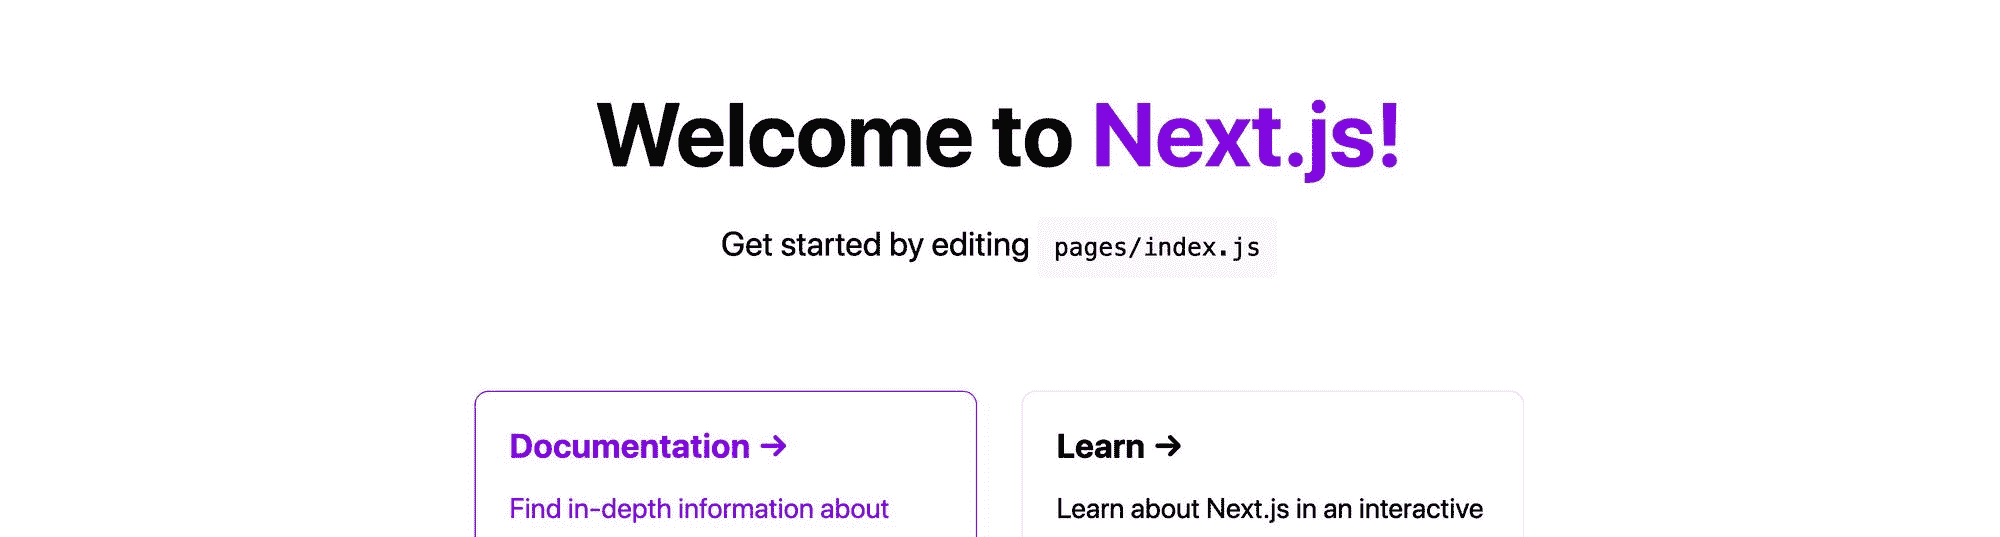 Welcome to Next.js!
Get started by editing pages/index.js
Documentation →
Find in-depth information about
Learn →
Learn about Next.js in an interactive